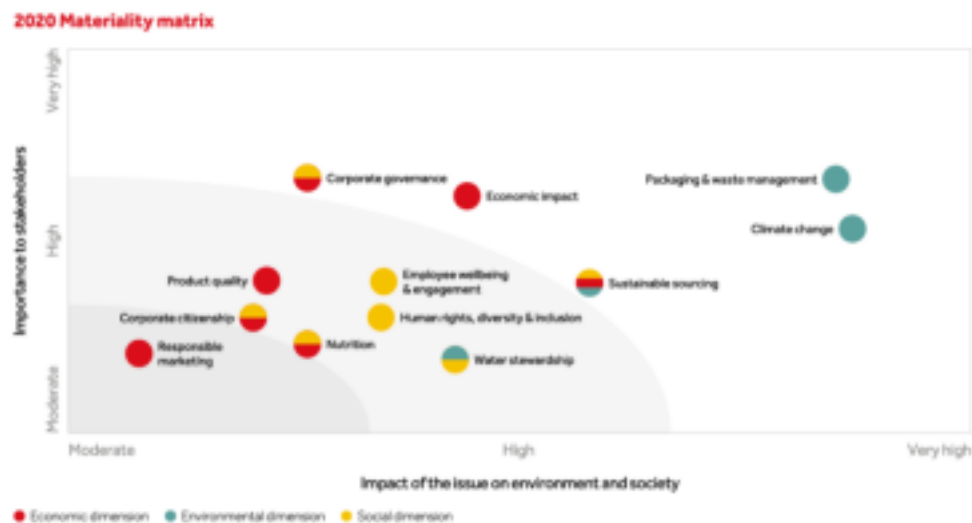 2020 Materiality matrix
Very high
Importance to stakeholders
High
Moderate
Corporate governance
Packaging & waste management
Economic impact
Climate change
Product quality
Employee wellbeing
& engagement
Sustainable sourcing
Corporate citizenship
Human rights, diversity & inclusion
Responsible
marketing
Nutrition
Water stewardship
Moderate
High
Very high
Impact of the issue on environment and society
Economic dimension
Environmental dimension
Social dimension